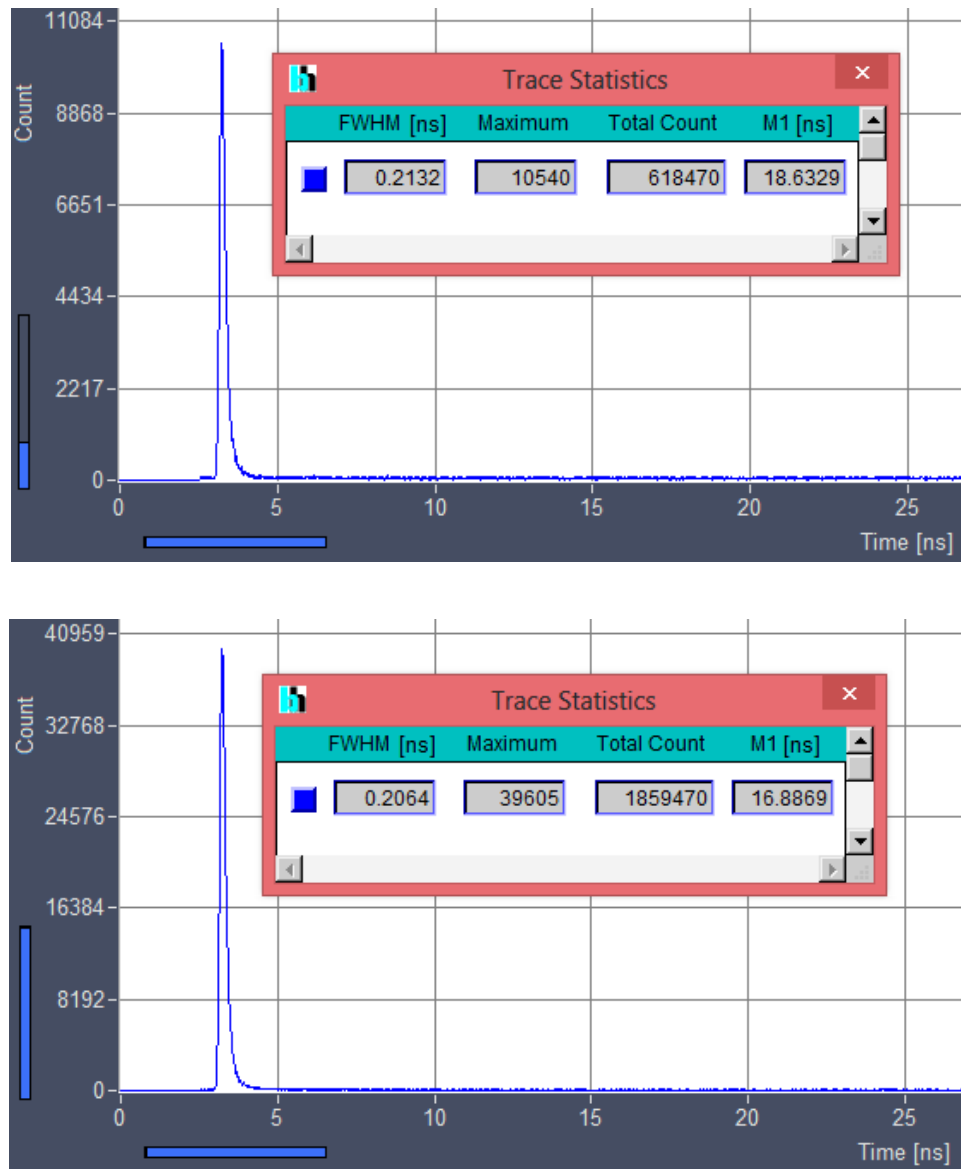 11084
Trace Statistics
×
FWHM [ns] Maximum Total Count M1 [ns]
0.2132 10540 618470 18.6329
Count
8868
6651
4434
2217
0
0 5 10 15 20 25
Time [ns]
40959
Trace Statistics
×
FWHM [ns] Maximum Total Count M1 [ns]
0.2064 39605 1859470 16.8869
Count
32768
24576
16384
8192
0
0 5 10 15 20 25
Time [ns]